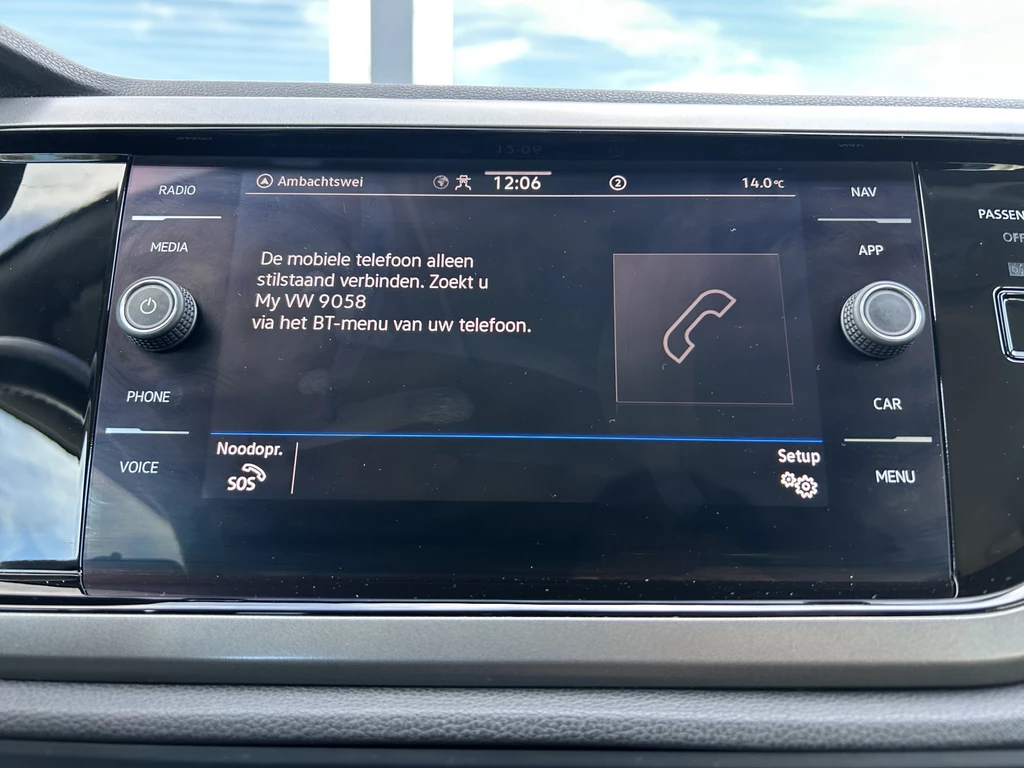 RADIO
MEDIA
PHONE
VOICE
Ambachtswei
12:06
2
14.0°C
De mobiele telefoon alleen
stilstaand verbinden. Zoekt u
My VW 9058
via het BT-menu van uw telefoon.
Noodopr.
SOS
Setup
NAV
APP
CAR
MENU
PASSEN
OFF